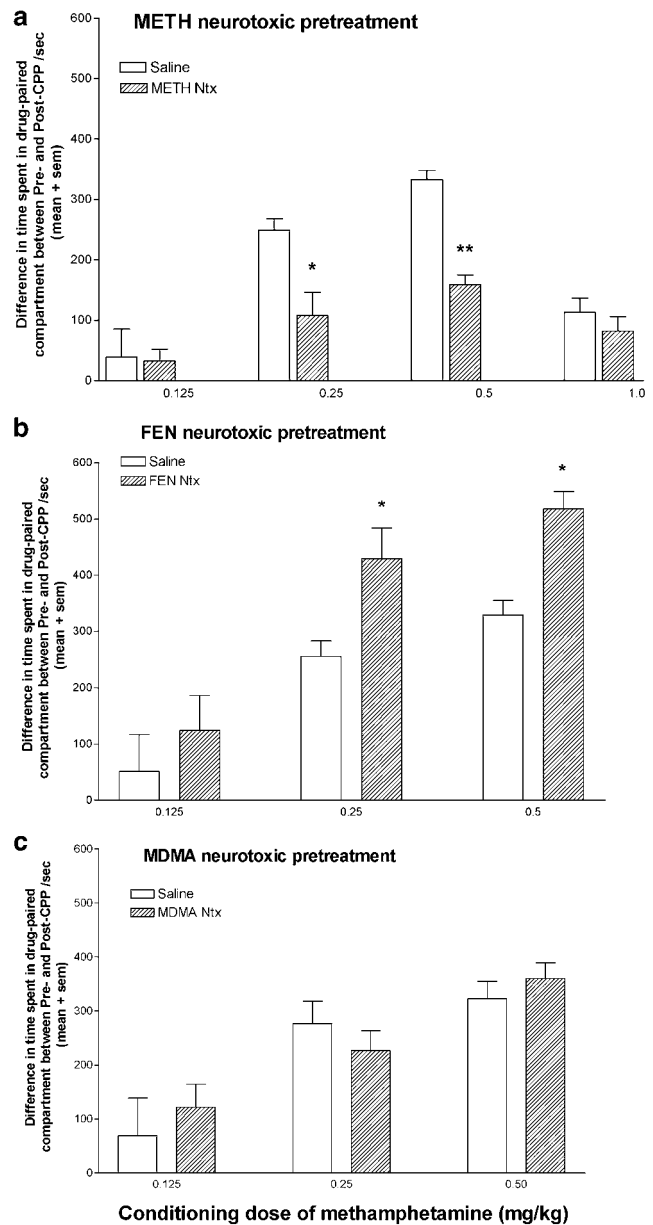 a
METH neurotoxic pretreatment
Saline
METH Ntx
Difference in time spent in drug-paired
compartment between Pre- and Post-CPP /sec
(mean + sem)
600
500
400
300
200
100
0
*
**
0.125
0.25
0.5
1.0
b
FEN neurotoxic pretreatment
Saline
FEN Ntx
Difference in time spent in drug-paired
compartment between Pre- and Post-CPP /sec
(mean + sem)
600
500
400
300
200
100
0
*
*
0.125
0.25
0.5
c
MDMA neurotoxic pretreatment
Saline
MDMA Ntx
Difference in time spent in drug-paired
compartment between Pre- and Post-CPP /sec
(mean + sem)
600
500
400
300
200
100
0
0.125
0.25
0.50
Conditioning dose of methamphetamine (mg/kg)